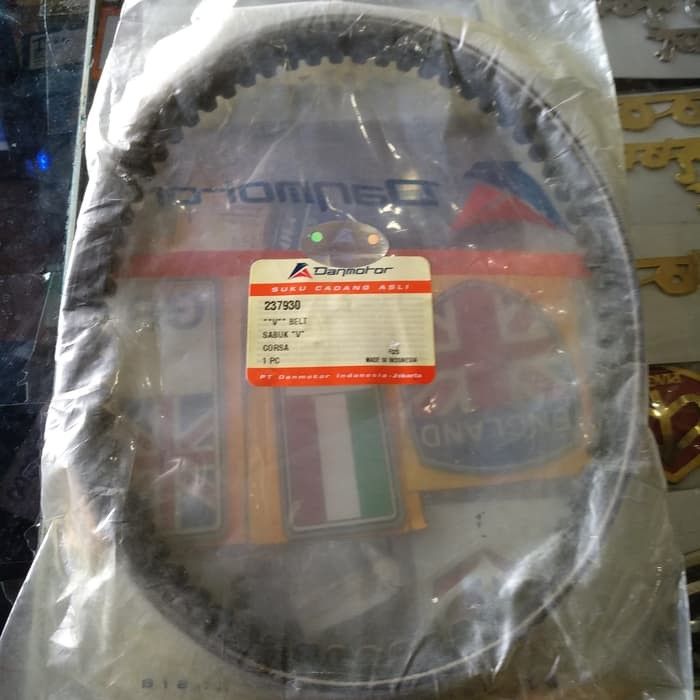 Danmotor
Danmotor
SUKU CADANG ASLI
237930
""V"" BELT
SABUK "V"
CORSA
1 PC
MADE IN INDONESIA
PT Danmotor Indonesia - Jakarta
ENGLAND